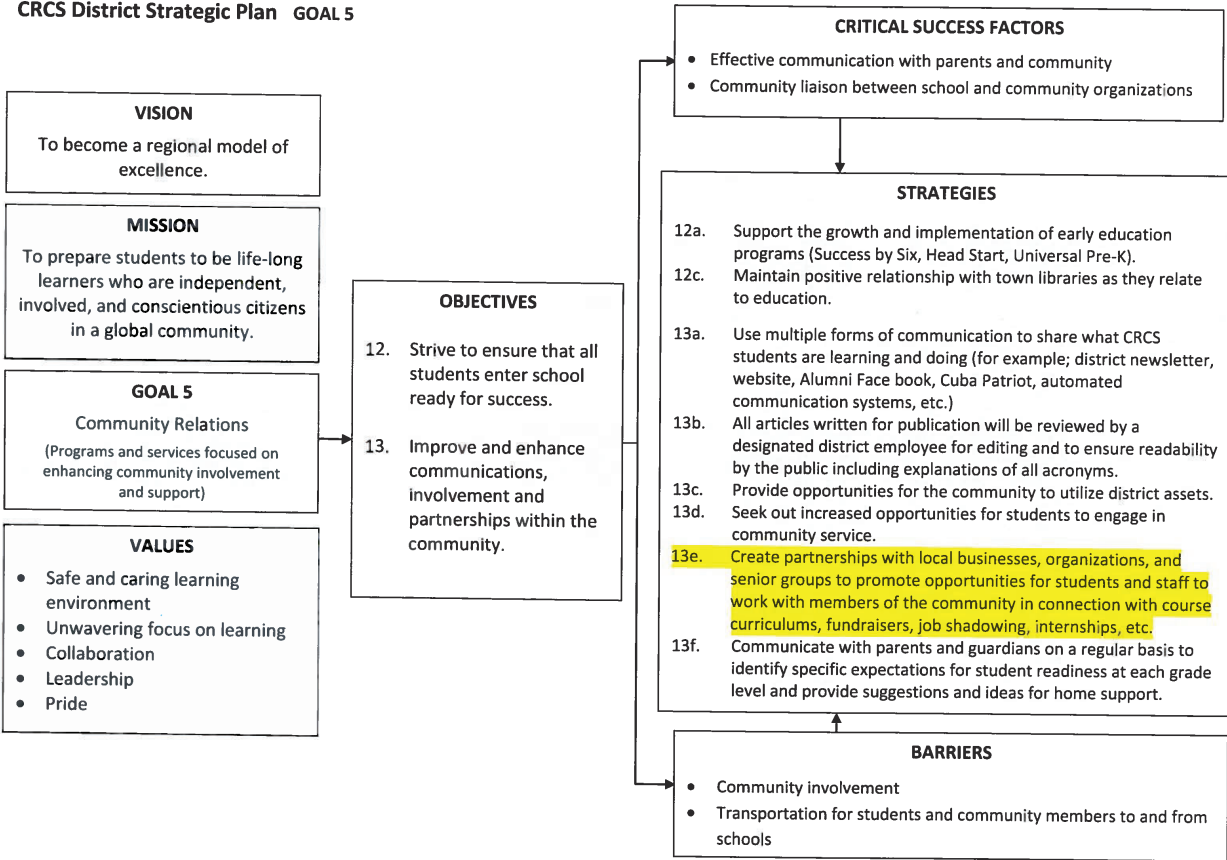 CRCS District Strategic Plan GOAL 5
VISION
To become a regional model of
excellence.
MISSION
To prepare students to be life-long
learners who are independent,
involved, and conscientious citizens
in a global community.
GOAL 5
Community Relations
(Programs and services focused on
enhancing community involvement
and support)
VALUES
• Safe and caring learning
environment
• Unwavering focus on learning
• Collaboration
• Leadership
• Pride
OBJECTIVES
12. Strive to ensure that all
students enter school
ready for success.
13. Improve and enhance
communications,
involvement and
partnerships within the
community.
CRITICAL SUCCESS FACTORS
• Effective communication with parents and community
• Community liaison between school and community organizations
STRATEGIES
12a. Support the growth and implementation of early education
programs (Success by Six, Head Start, Universal Pre-K).
12c. Maintain positive relationship with town libraries as they relate
to education.
13a. Use multiple forms of communication to share what CRCS
students are learning and doing (for example; district newsletter,
website, Alumni Face book, Cuba Patriot, automated
communication systems, etc.)
13b. All articles written for publication will be reviewed by a
designated district employee for editing and to ensure readability
by the public including explanations of all acronyms.
13c. Provide opportunities for the community to utilize district assets.
13d. Seek out increased opportunities for students to engage in
community service.
13e. Create partnerships with local businesses, organizations, and
senior groups to promote opportunities for students and staff to
work with members of the community in connection with course
curriculums, fundraisers, job shadowing, internships, etc.
13f. Communicate with parents and guardians on a regular basis to
identify specific expectations for student readiness at each grade
level and provide suggestions and ideas for home support.
BARRIERS
• Community involvement
• Transportation for students and community members to and from
schools